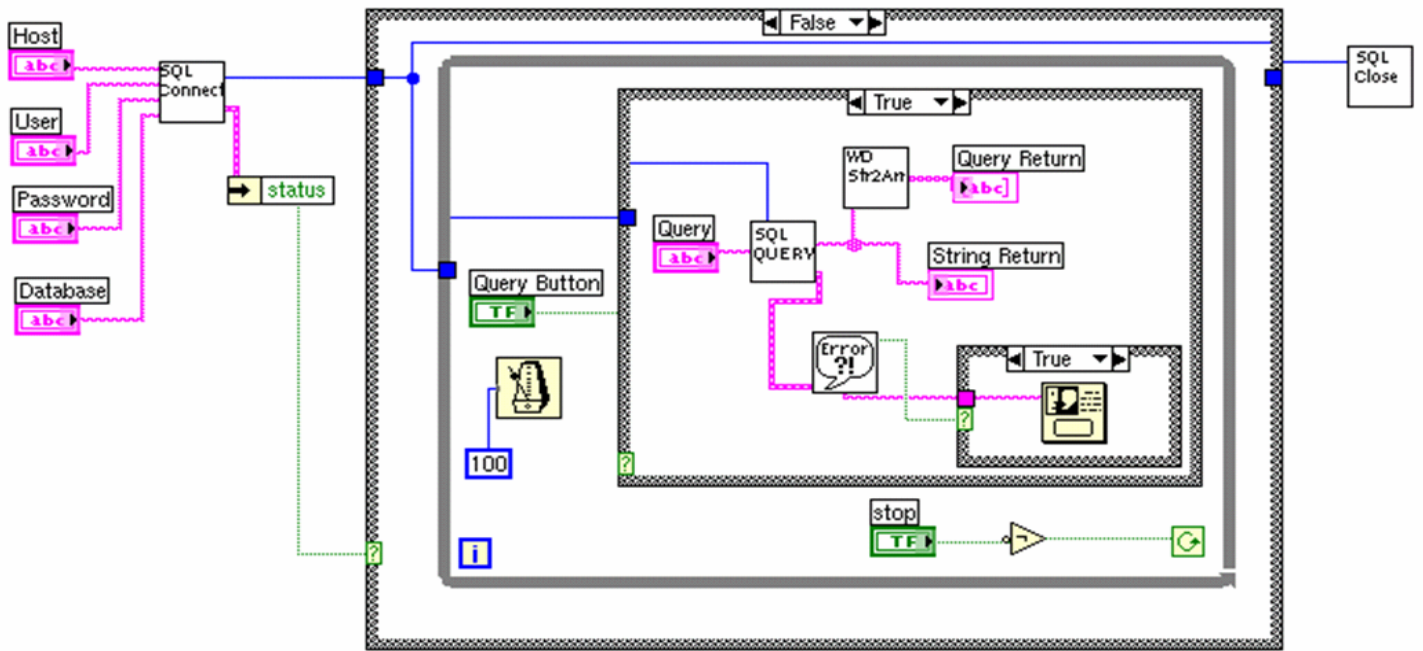 False
Host
abc
SQL
Connect
SQL
Close
True
User
abc
WD
Str2Arr
Query Return
abc
status
Password
abc
Query
abc
SQL
QUERY
String Return
abc
Database
abc
Query Button
TF
Error
?!
True
?
100
?
stop
TF
i
?